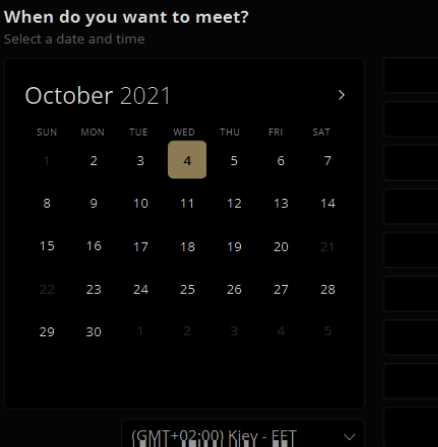 When do you want to meet?
Select a date and time
October 2021
SUN MON TUE WED THU FRI SAT
1 2 3 4 5 6 7
8 9 10 11 12 13 14
15 16 17 18 19 20 21
22 23 24 25 26 27 28
29 30 1 2 3 4 5
(GMT+02:00) Kiev - EET